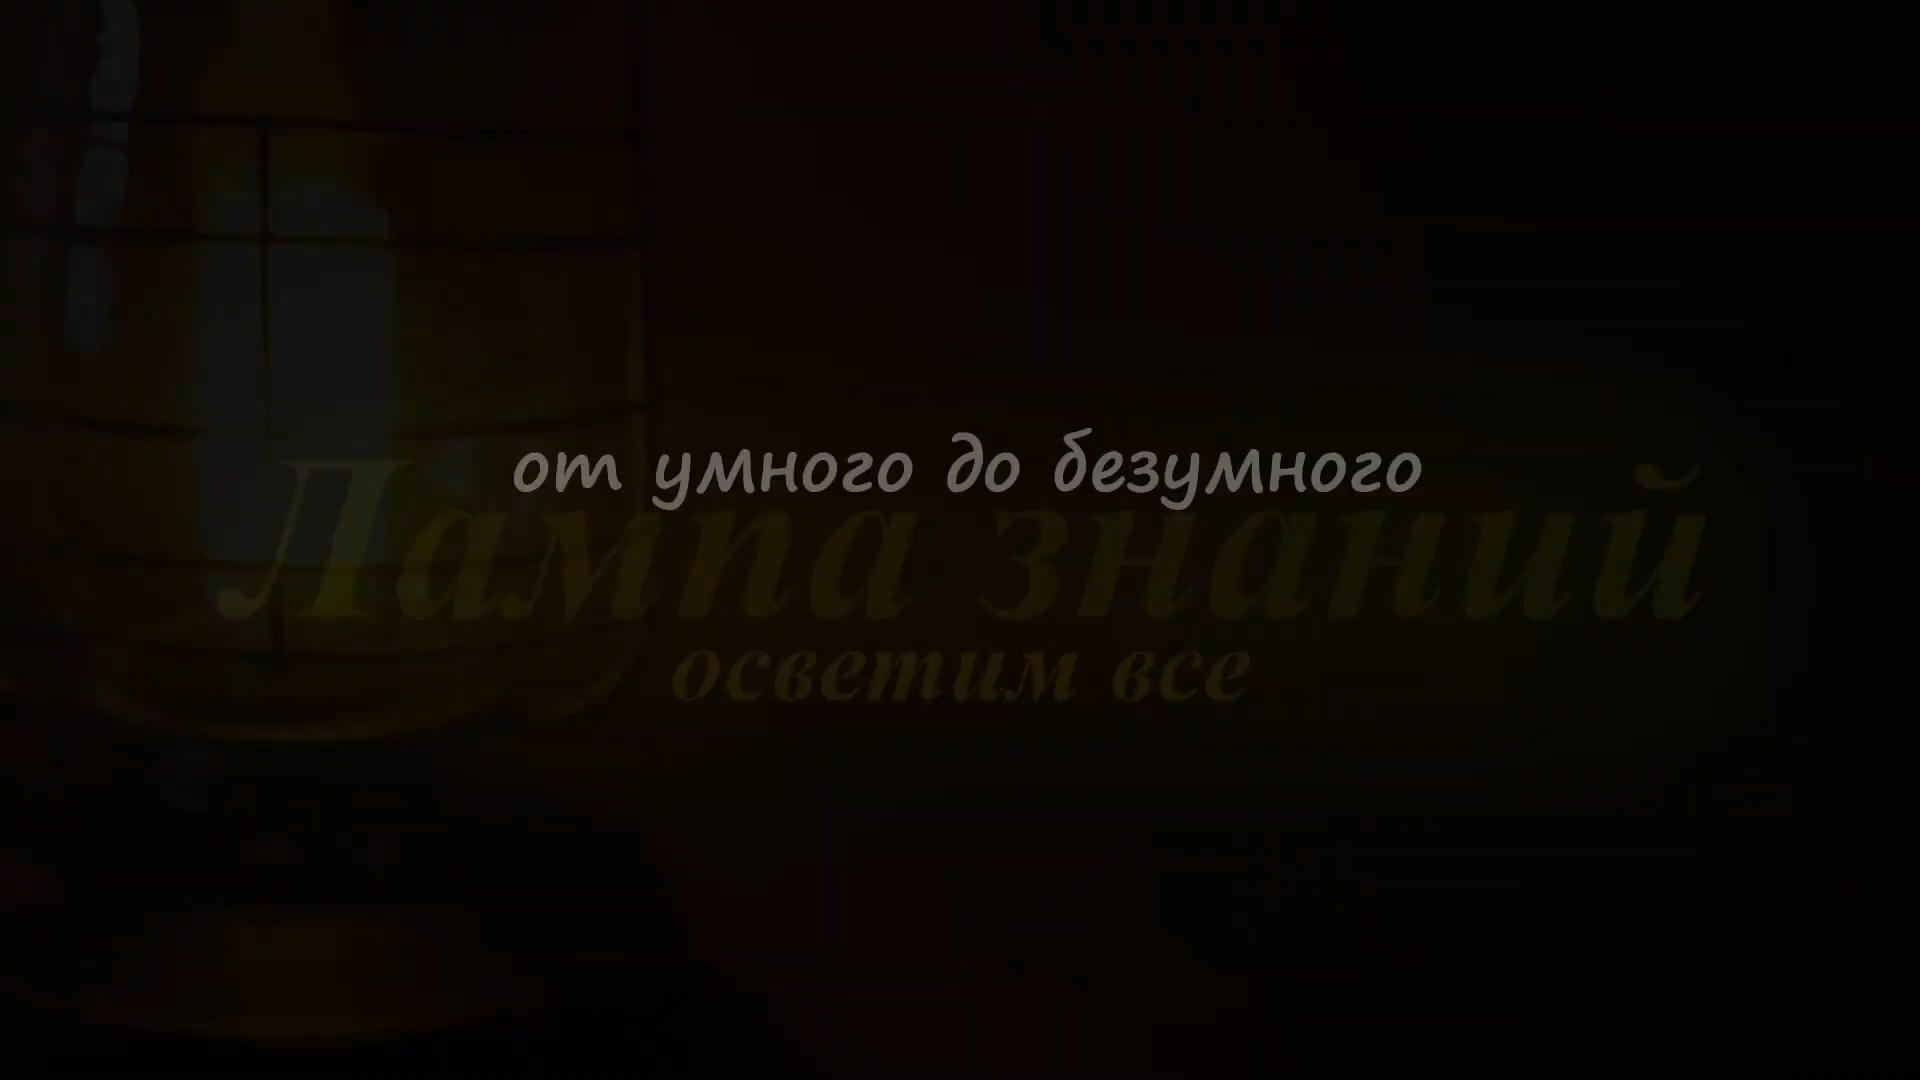 от умного до безумного
Лампа знаний
осветим все